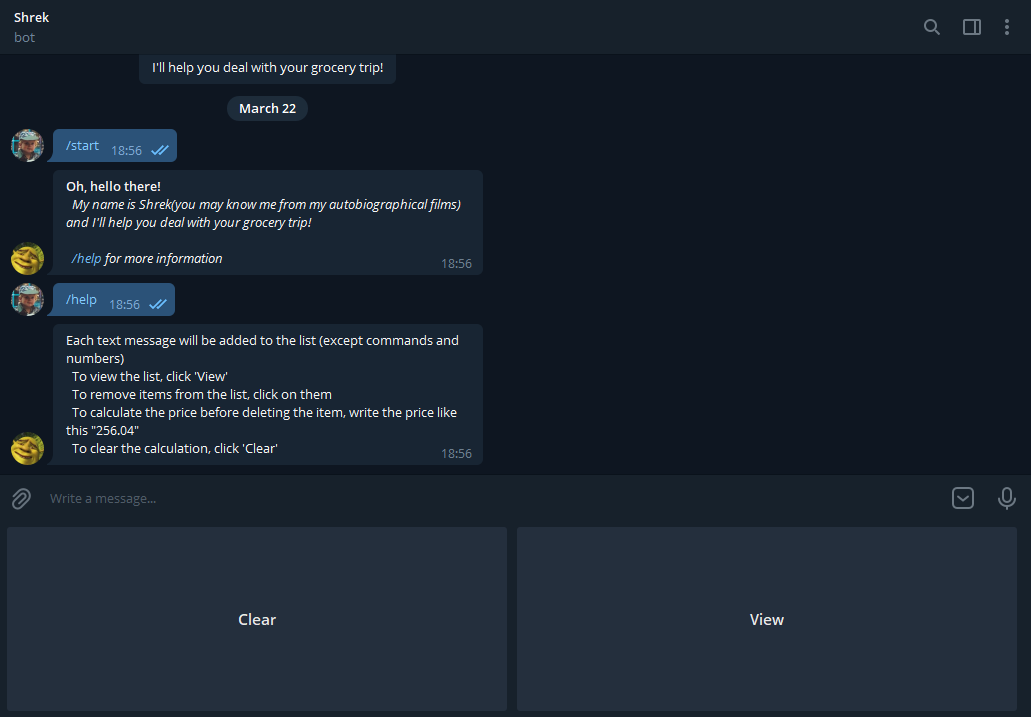 Shrek
bot
I'll help you deal with your grocery trip!
March 22
/start 18:56
Oh, hello there!
My name is Shrek(you may know me from my autobiographical films)
and I'll help you deal with your grocery trip!
/help for more information
18:56
/help 18:56
Each text message will be added to the list (except commands and
numbers)
To view the list, click 'View'
To remove items from the list, click on them
To calculate the price before deleting the item, write the price like
this "256.04"
To clear the calculation, click 'Clear'
18:56
Write a message...
Clear
View